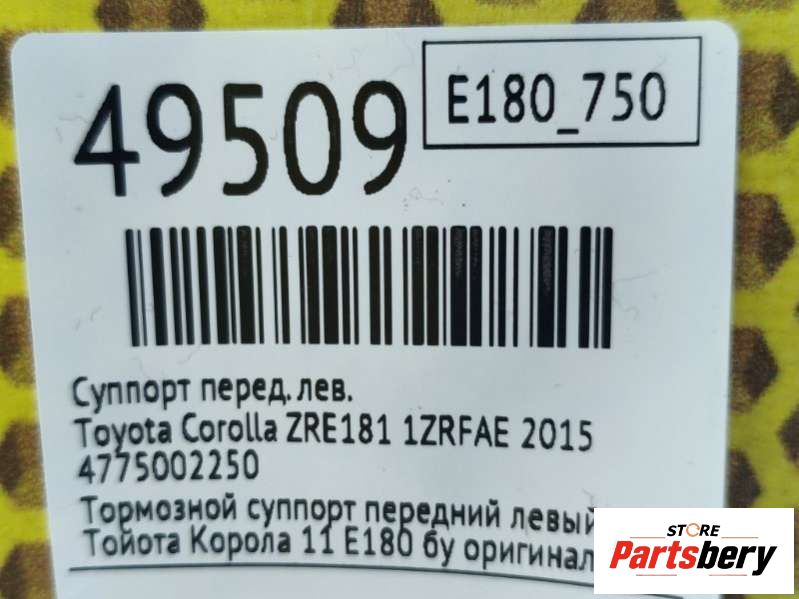 49509
E180_750
Суппорт перед. лев.
Toyota Corolla ZRE181 1ZRFAE 2015
4775002250
Тормозной суппорт передний левый
Тойота Корола 11 E180 бу оригинал
STORE
Partsbery